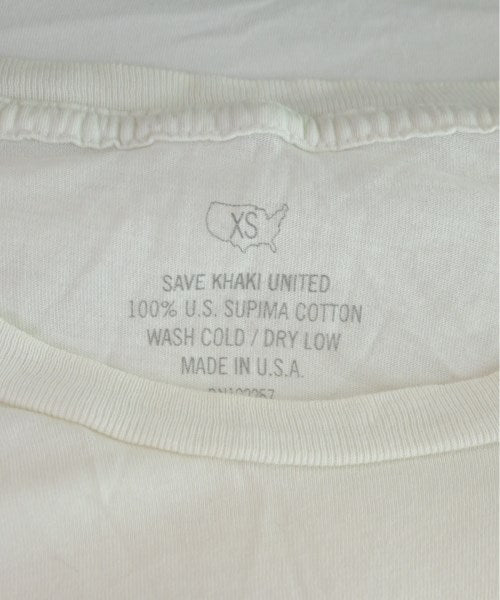 XS
SAVE KHAKI UNITED
100% U.S. SUPIMA COTTON
WASH COLD / DRY LOW
MADE IN U.S.A.